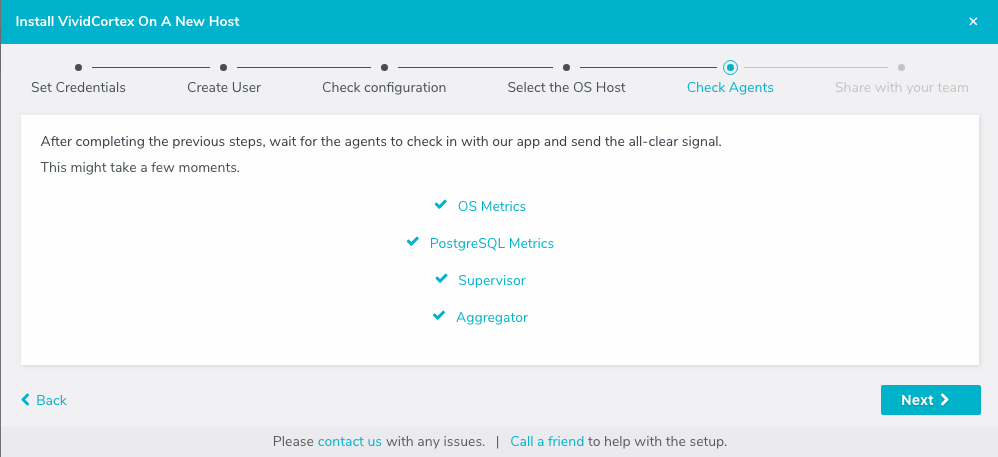 Install VividCortex On A New Host ×
Set Credentials Create User Check configuration Select the OS Host Check Agents Share with your team
After completing the previous steps, wait for the agents to check in with our app and send the all-clear signal.
This might take a few moments.
OS Metrics
PostgreSQL Metrics
Supervisor
Aggregator
Back Next
Please contact us with any issues. | Call a friend to help with the setup.